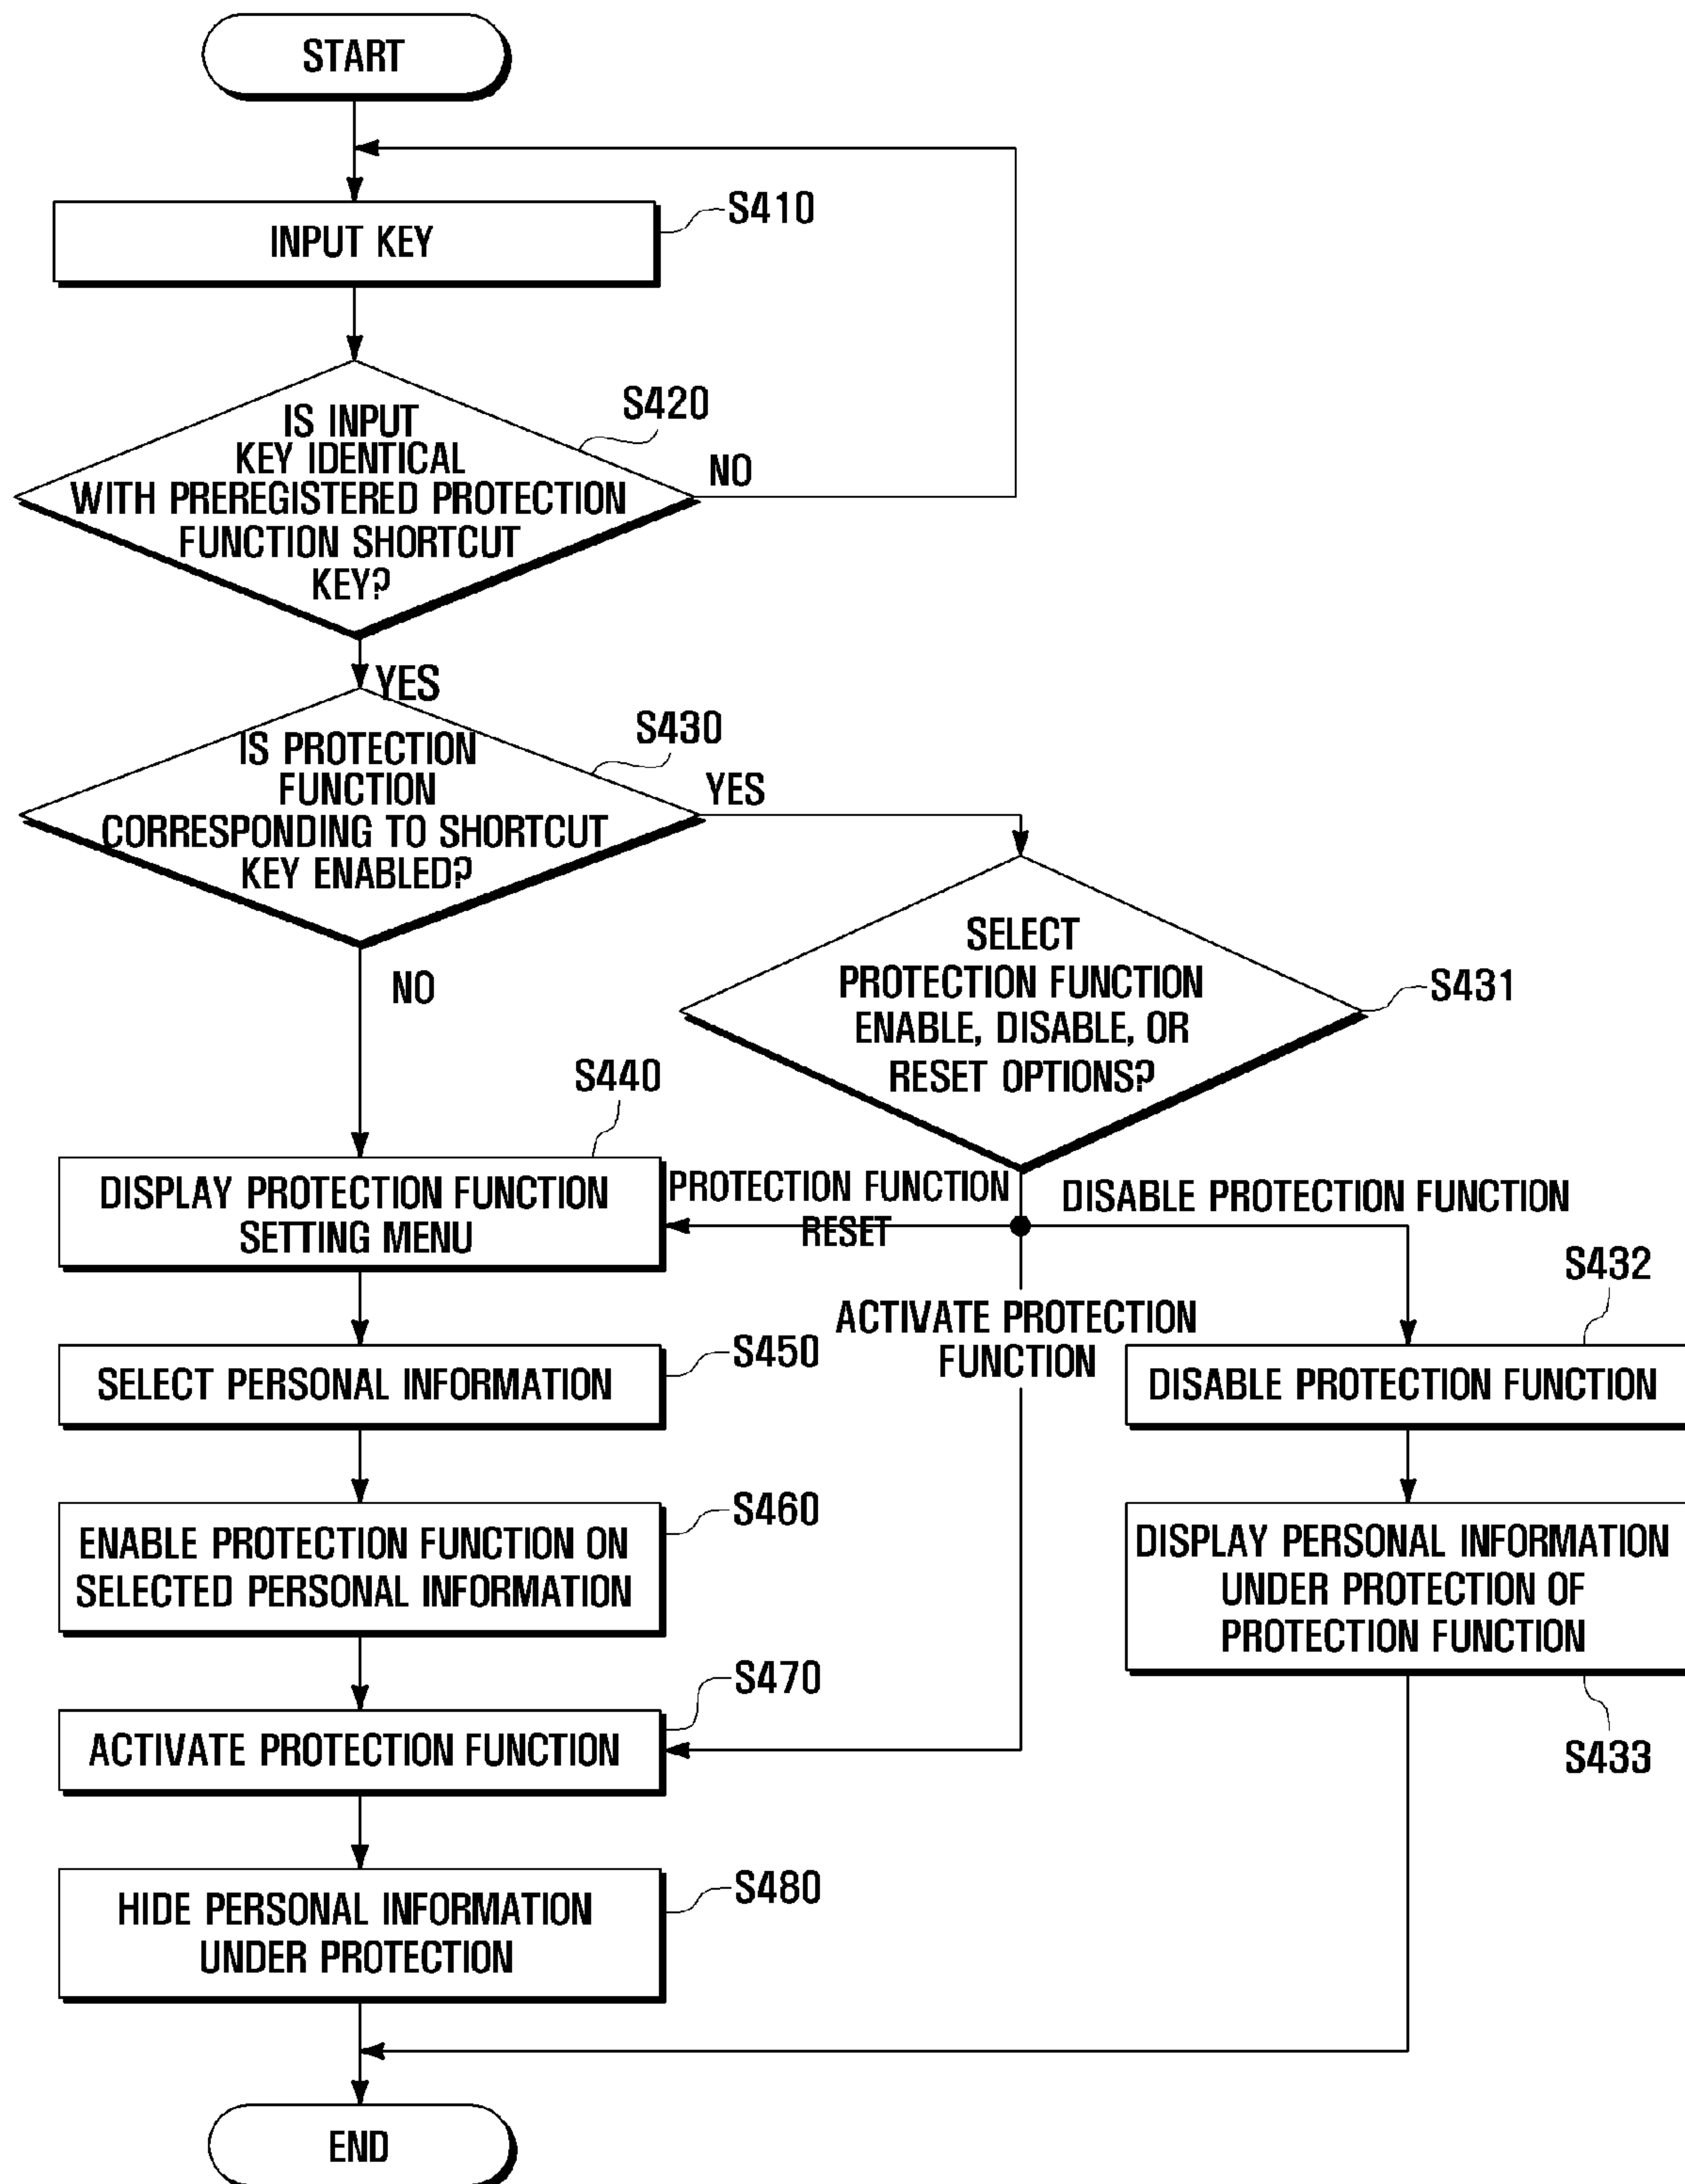 START
INPUT KEY
S410
IS INPUT
KEY IDENTICAL
WITH PREREGISTERED PROTECTION
FUNCTION SHORTCUT
KEY?
S420
NO
YES
IS PROTECTION
FUNCTION
CORRESPONDING TO SHORTCUT
KEY ENABLED?
S430
YES
NO
SELECT
PROTECTION FUNCTION
ENABLE, DISABLE, OR
RESET OPTIONS?
S431
S440
DISPLAY PROTECTION FUNCTION
SETTING MENU
PROTECTION FUNCTION
RESET
DISABLE PROTECTION FUNCTION
ACTIVATE PROTECTION
FUNCTION
S432
DISABLE PROTECTION FUNCTION
S450
SELECT PERSONAL INFORMATION
S460
ENABLE PROTECTION FUNCTION ON
SELECTED PERSONAL INFORMATION
DISPLAY PERSONAL INFORMATION
UNDER PROTECTION OF
PROTECTION FUNCTION
S433
S470
ACTIVATE PROTECTION FUNCTION
S480
HIDE PERSONAL INFORMATION
UNDER PROTECTION
END